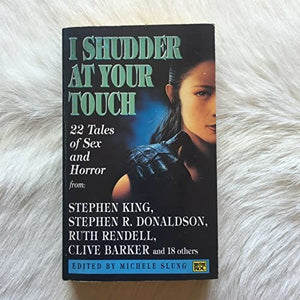 I SHUDDER
AT YOUR
TOUCH
22 Tales
of Sex
and
Horror
from:
STEPHEN KING,
STEPHEN R. DONALDSON,
RUTH RENDELL,
CLIVE BARKER and 18 others
EDITED BY MICHELE SLUNG